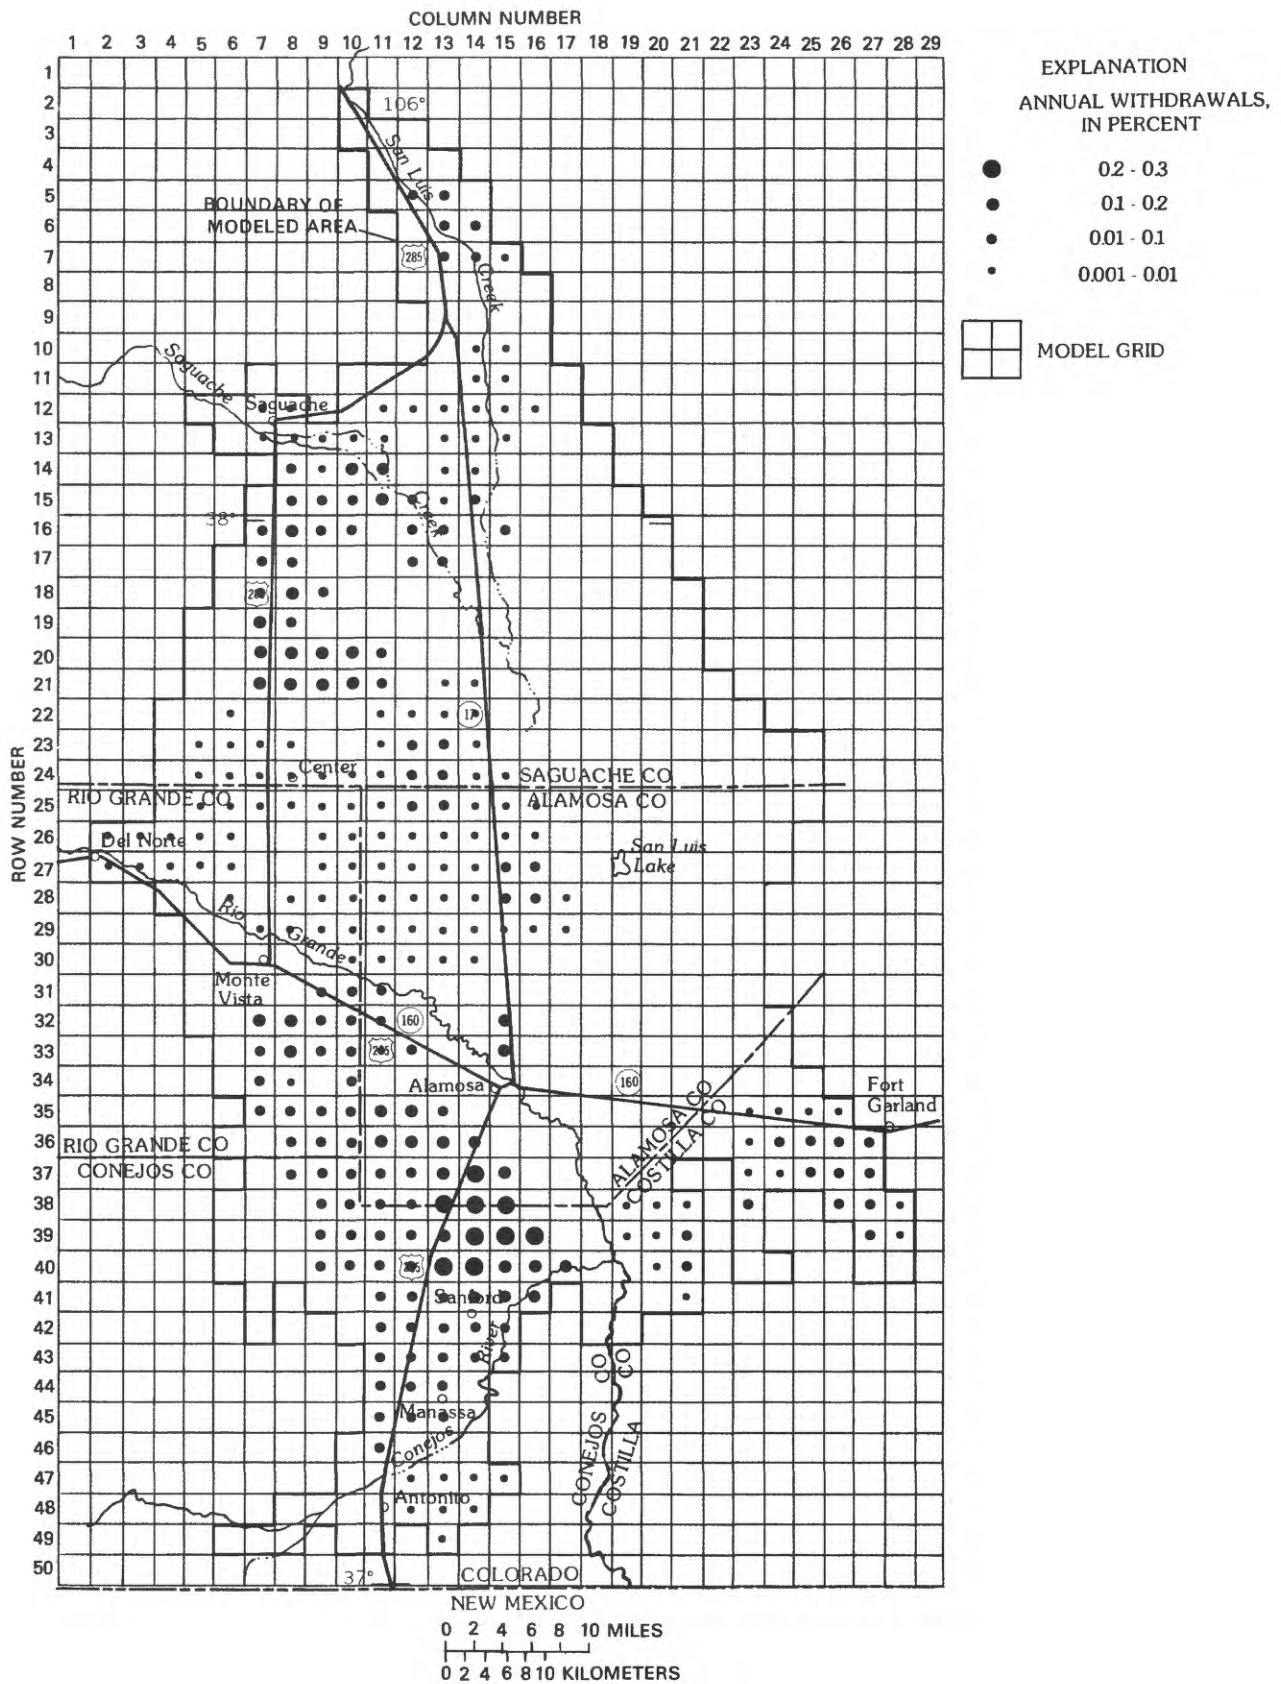 COLUMN NUMBER
1 2 3 4 5 6 7 8 9 10 11 12 13 14 15 16 17 18 19 20 21 22 23 24 25 26 27 28 29
EXPLANATION
ANNUAL WITHDRAWALS,
IN PERCENT
0.2 - 0.3
0.1 - 0.2
0.01 - 0.1
0.001 - 0.01
MODEL GRID
ROW NUMBER
1
2
3
4
5
6
7
8
9
10
11
12
13
14
15
16
17
18
19
20
21
22
23
24
25
26
27
28
29
30
31
32
33
34
35
36
37
38
39
40
41
42
43
44
45
46
47
48
49
50
106°
San Luis
Creek
BOUNDARY OF
MODELED AREA
285
Saguache
Creek
Saguache
38°
285
17
Center
SAGUACHE CO
RIO GRANDE CO
ALAMOSA CO
Del Norte
San Luis
Lake
Rio
Grande
Monte
Vista
160
285
Alamosa
160
Fort
Garland
ALAMOSA CO
COSTILLA CO
RIO GRANDE CO
CONEJOS CO
285
Sanford
River
Manassa
Conejos
CONEJOS CO
COSTILLA CO
Antonito
37°
COLORADO
NEW MEXICO
0 2 4 6 8 10 MILES
0 2 4 6 8 10 KILOMETERS